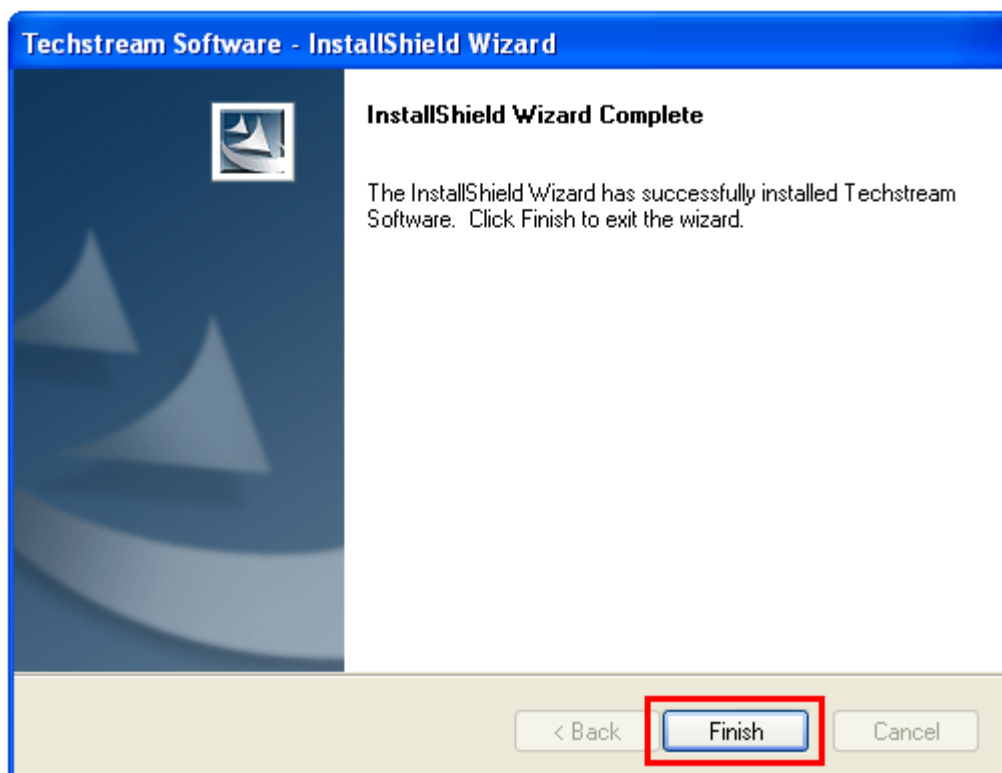 Techstream Software - InstallShield Wizard
InstallShield Wizard Complete
The InstallShield Wizard has successfully installed Techstream
Software.  Click Finish to exit the wizard.
< Back Finish Cancel